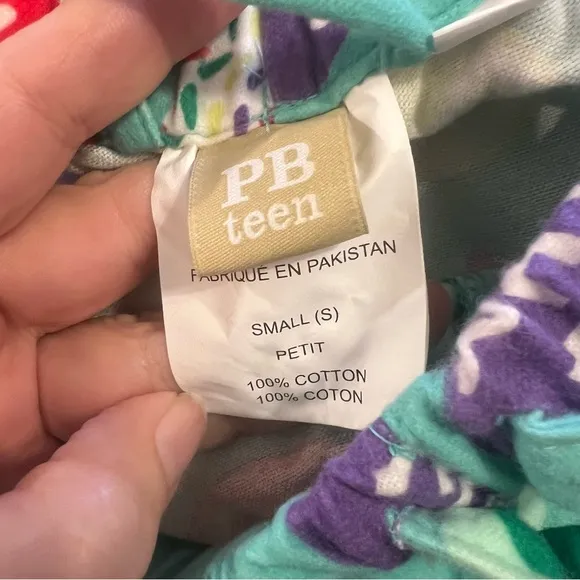 PB
teen
FABRIQUE EN PAKISTAN
SMALL (S)
PETIT
100% COTTON
100% COTON